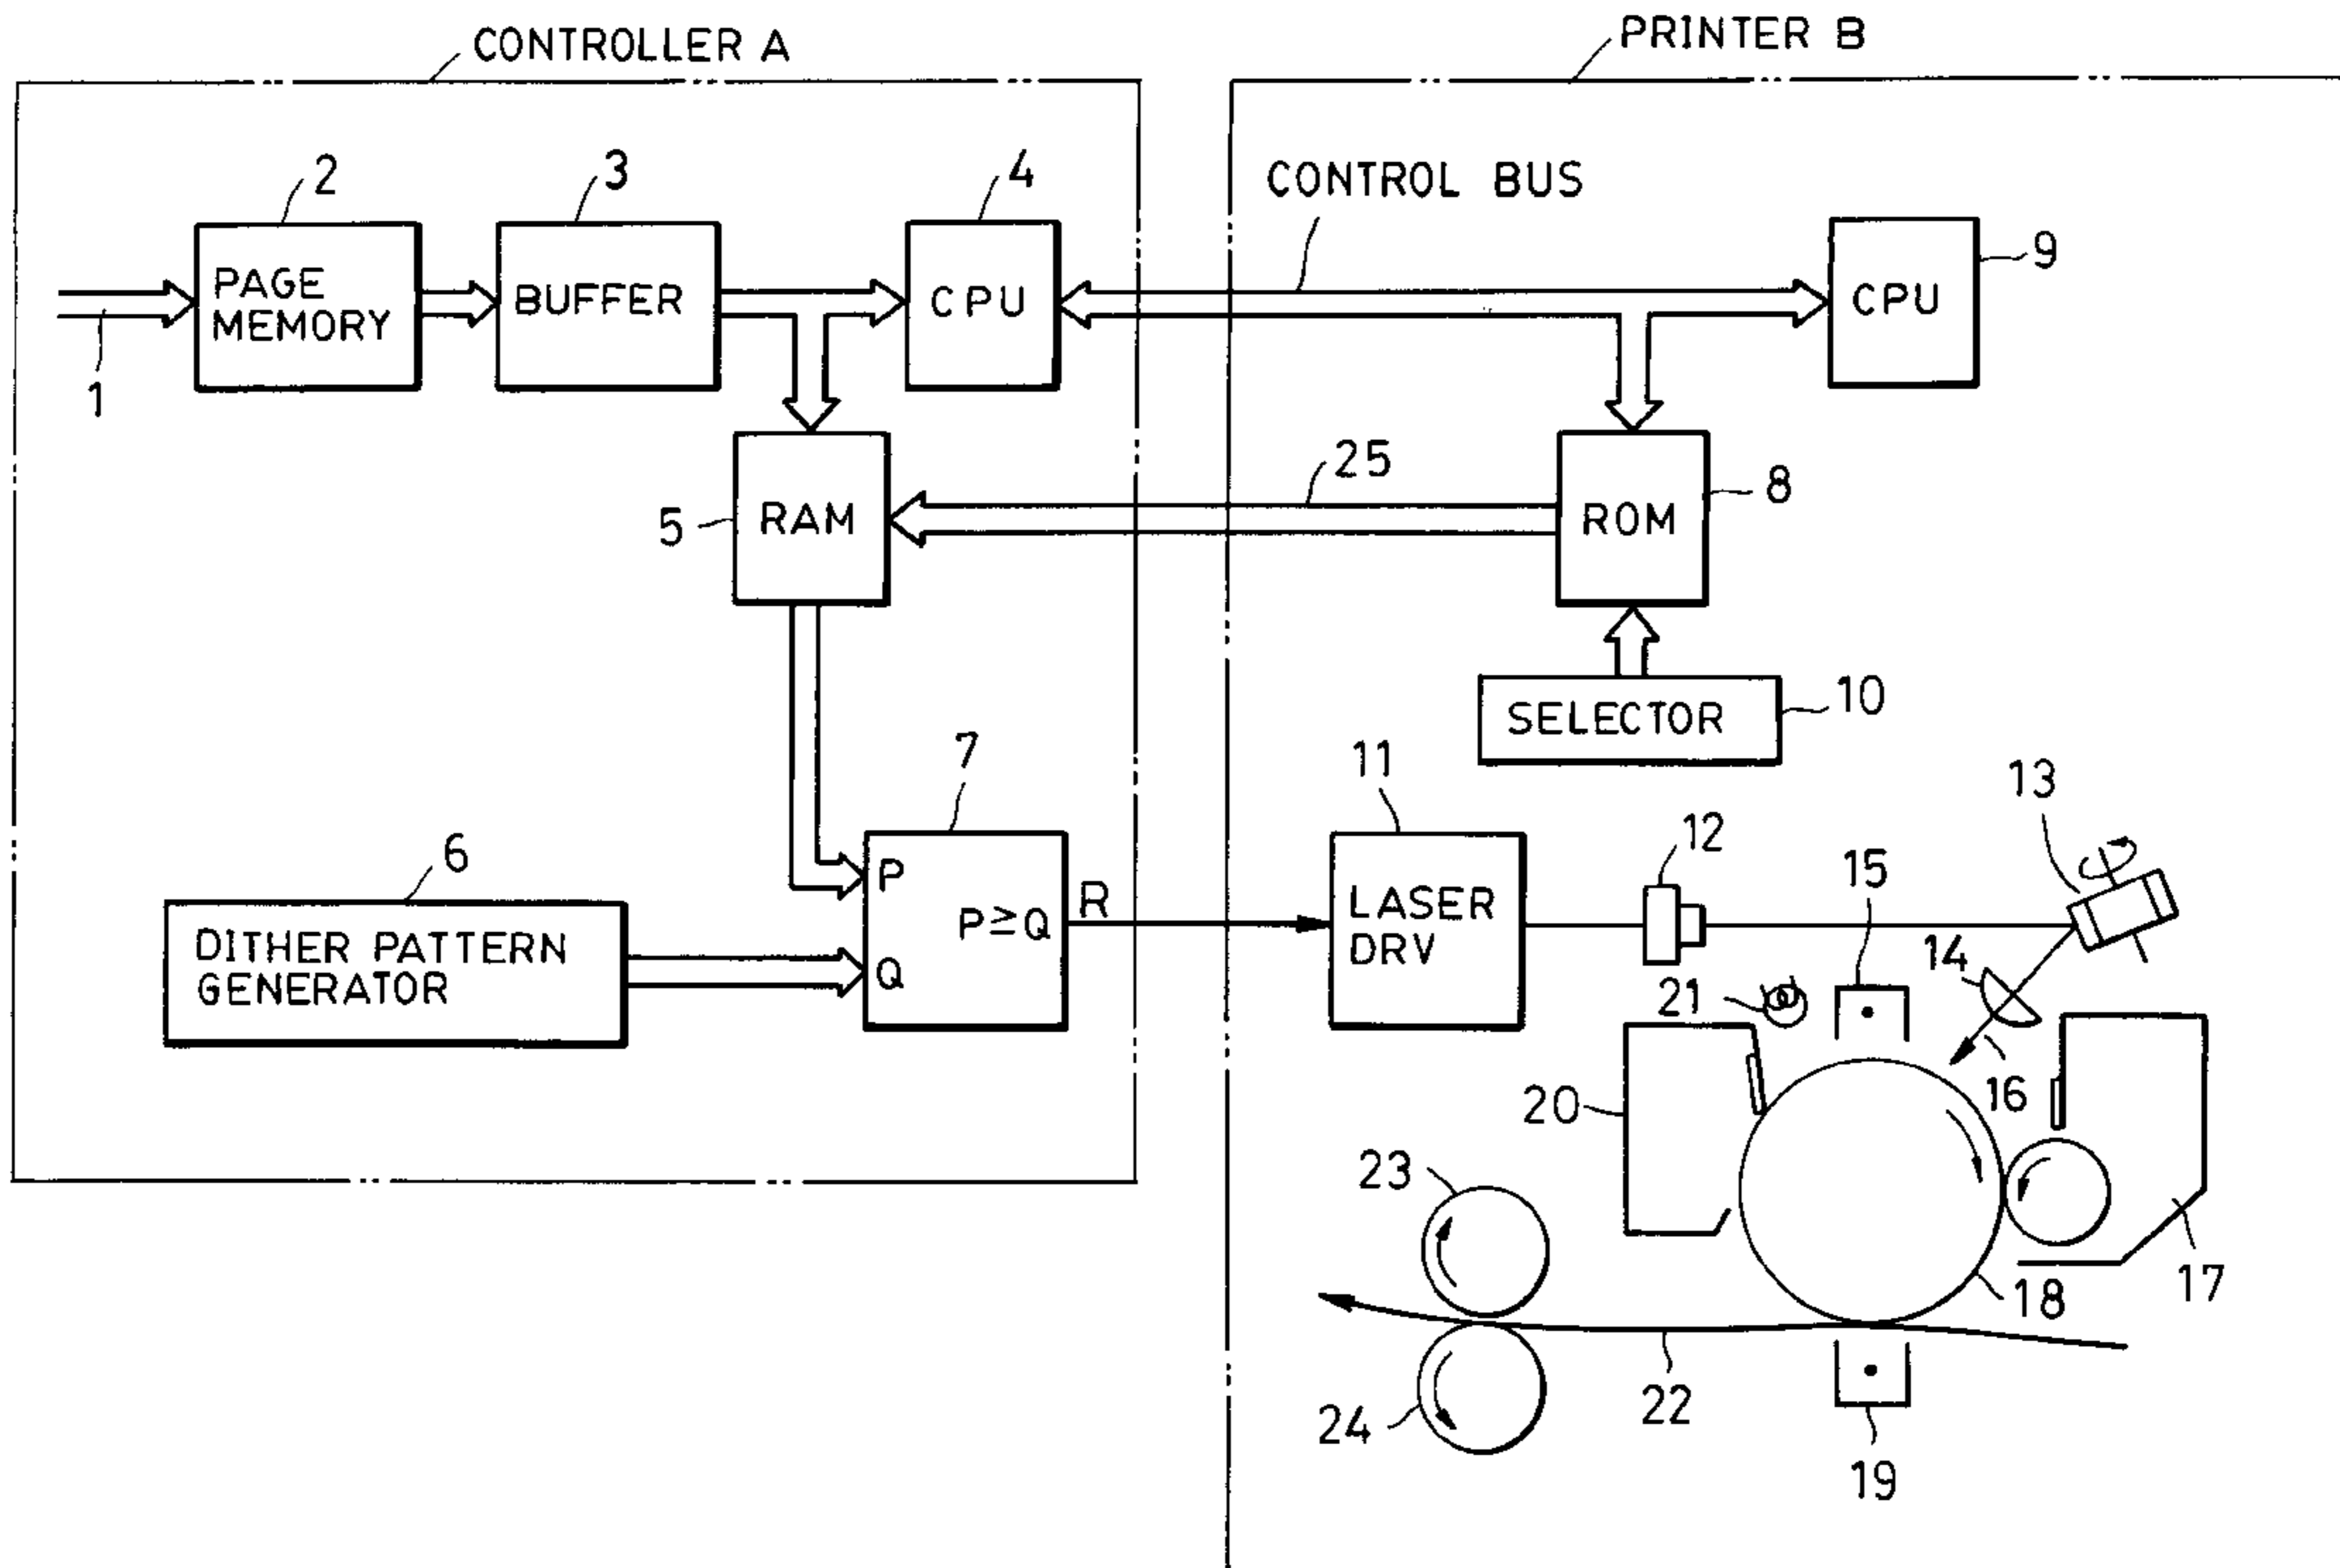 CONTROLLER A
PRINTER B
2
3
4
CONTROL BUS
9
PAGE
MEMORY
BUFFER
CPU
CPU
1
25
8
5
RAM
ROM
SELECTOR
10
7
11
13
6
12
15
P
R
LASER
DRV
P≥Q
DITHER PATTERN
GENERATOR
Q
14
21
16
20
23
17
18
22
24
19